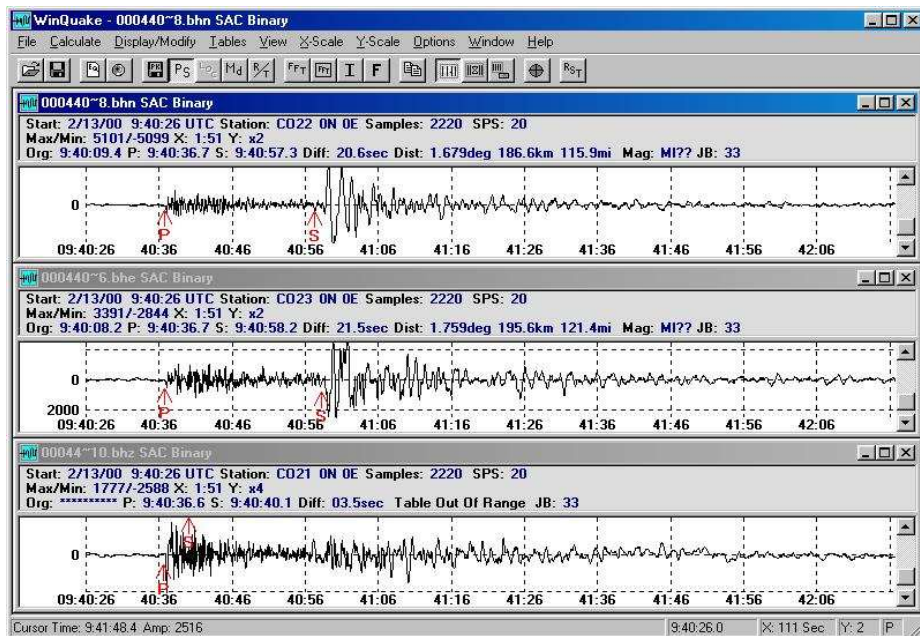 WinQuake - 000440~8.bhn SAC Binary
File Calculate Display/Modify Tables View X-Scale Y-Scale Options Window Help
Eq PR PS Loc Md R/T FFT I F RST
000440~8.bhn SAC Binary
Start: 2/13/00 9:40:26 UTC Station: CO22 0N 0E Samples: 2220 SPS: 20
Max/Min: 5101/-5099 X: 1:51 Y: x2
Org: 9:40:09.4 P: 9:40:36.7 S: 9:40:57.3 Diff: 20.6sec Dist: 1.679deg 186.6km 115.9mi Mag: Ml?? JB: 33
0
P S
09:40:26 40:36 40:46 40:56 41:06 41:16 41:26 41:36 41:46 41:56 42:06
000440~6.bhe SAC Binary
Start: 2/13/00 9:40:26 UTC Station: CO23 0N 0E Samples: 2220 SPS: 20
Max/Min: 3391/-2844 X: 1:51 Y: x2
Org: 9:40:08.2 P: 9:40:36.7 S: 9:40:58.2 Diff: 21.5sec Dist: 1.759deg 195.6km 121.4mi Mag: Ml?? JB: 33
0
2000 P S
09:40:26 40:36 40:46 40:56 41:06 41:16 41:26 41:36 41:46 41:56 42:06
00044~10.bhz SAC Binary
Start: 2/13/00 9:40:26 UTC Station: CO21 0N 0E Samples: 2220 SPS: 20
Max/Min: 1777/-2588 X: 1:51 Y: x4
Org: ********** P: 9:40:36.6 S: 9:40:40.1 Diff: 03.5sec Table Out Of Range JB: 33
S
0
P
09:40:26 40:36 40:46 40:56 41:06 41:16 41:26 41:36 41:46 41:56 42:06
Cursor Time: 9:41:48.4 Amp: 2516 9:40:26.0 X: 111 Sec Y: 2 P